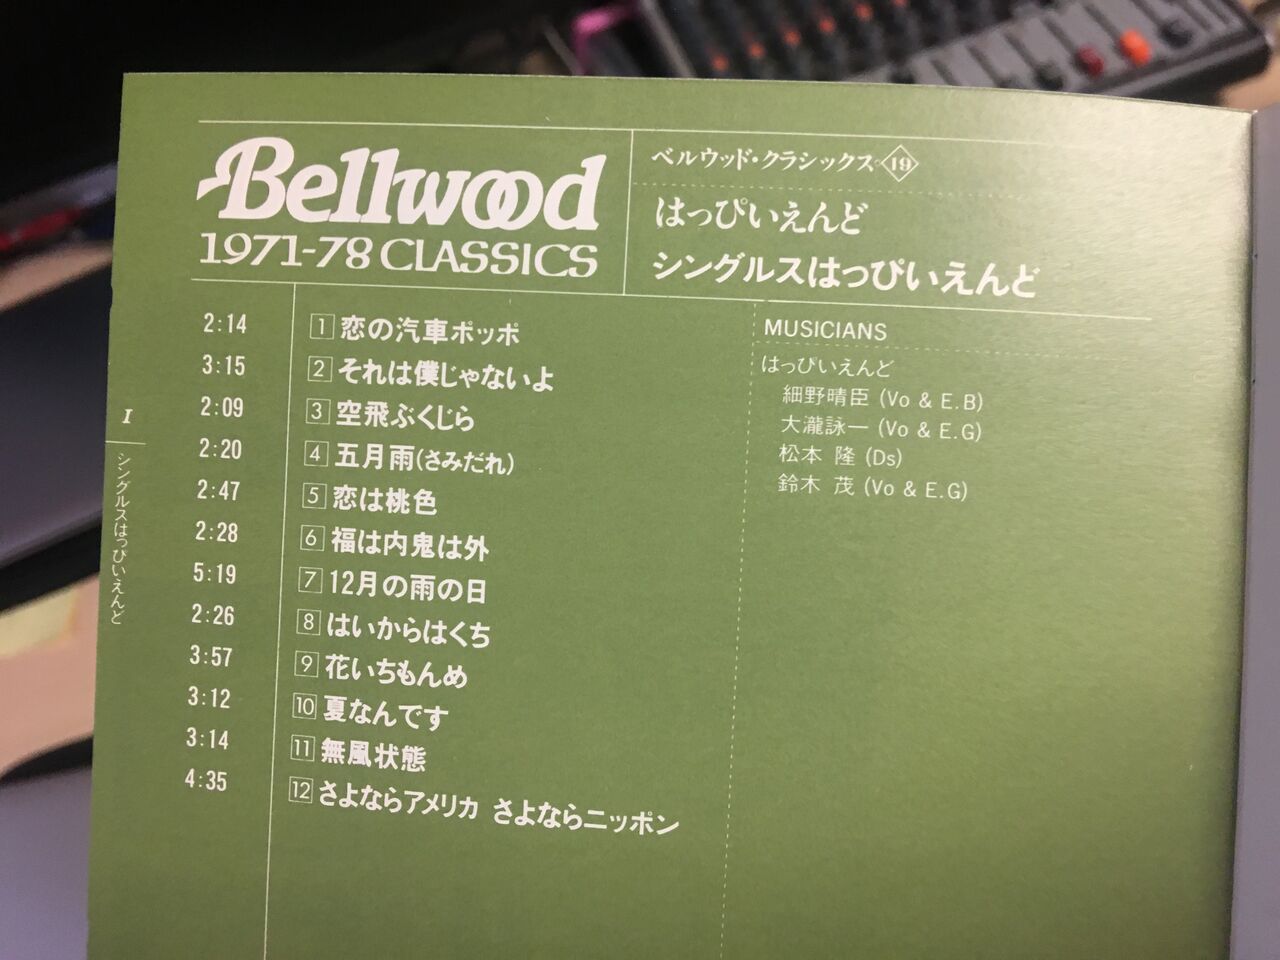 Bellwood
1971-78 CLASSICS
ベルウッド・クラシックス 19
はっぴいえんど
シングルスはっぴいえんど
2:14 1 恋の汽車ポッポ
3:15 2 それは僕じゃないよ
2:09 3 空飛ぶくじら
2:20 4 五月雨(さみだれ)
2:47 5 恋は桃色
2:28 6 福は内鬼は外
5:19 7 12月の雨の日
2:26 8 はいからはくち
3:57 9 花いちもんめ
3:12 10 夏なんです
3:14 11 無風状態
4:35 12 さよならアメリカ さよならニッポン
MUSICIANS
はっぴいえんど
細野晴臣 (Vo & E.B)
大瀧詠一 (Vo & E.G)
松本 隆 (Ds)
鈴木 茂 (Vo & E.G)
I
シングルスはっぴいえんど